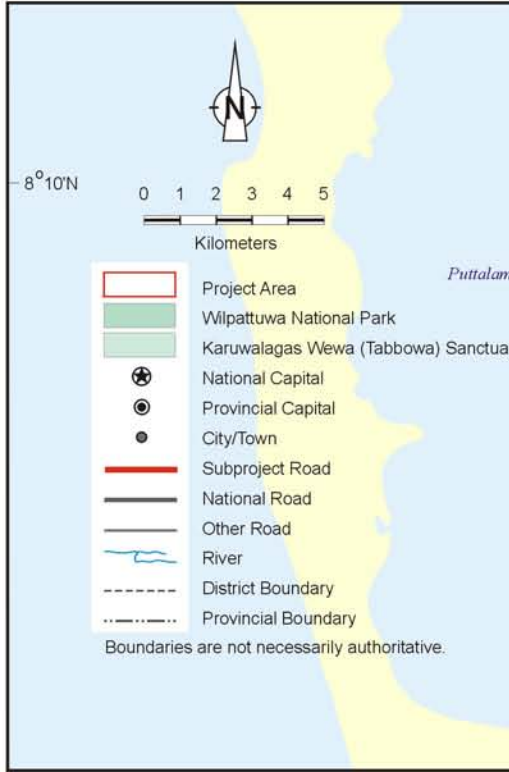 N
8°10'N
0 1 2 3 4 5
Kilometers
Puttalam
Project Area
Wilpattuwa National Park
Karuwalagas Wewa (Tabbowa) Sanctua
National Capital
Provincial Capital
City/Town
Subproject Road
National Road
Other Road
River
District Boundary
Provincial Boundary
Boundaries are not necessarily authoritative.